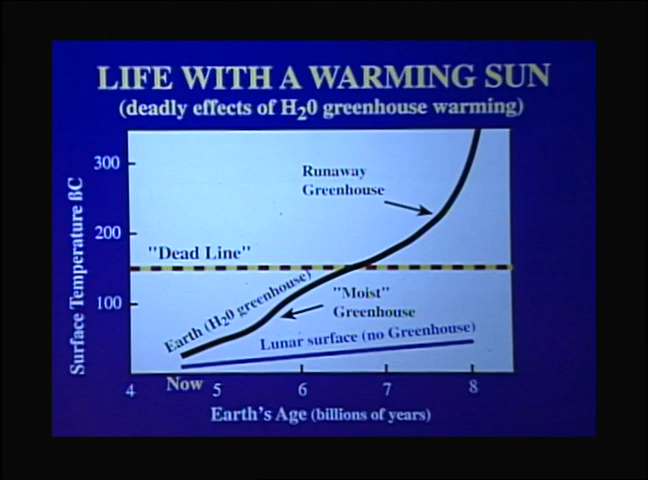 LIFE WITH A WARMING SUN
(deadly effects of H₂0 greenhouse warming)
300
200
100
Surface Temperature ßC
Runaway
Greenhouse
"Dead Line"
Earth (H₂0 greenhouse)
"Moist"
Greenhouse
Lunar surface (no Greenhouse)
4
Now
5
6
7
8
Earth's Age (billions of years)